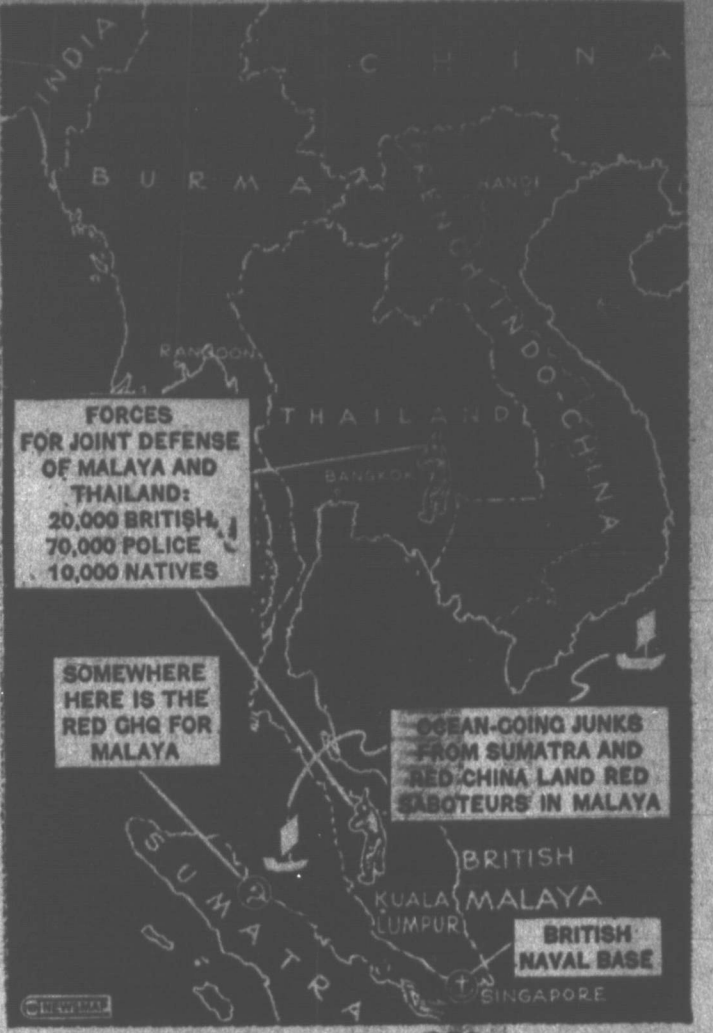 INDIA
CHINA
BURMA
HANOI
FRENCH INDO-CHINA
RANGOON
THAILAND
BANGKOK
FORCES
FOR JOINT DEFENSE
OF MALAYA AND
THAILAND:
20,000 BRITISH
70,000 POLICE
10,000 NATIVES
SOMEWHERE
HERE IS THE
RED GHQ FOR
MALAYA
OCEAN-GOING JUNKS
FROM SUMATRA AND
RED CHINA LAND RED
SABOTEURS IN MALAYA
SUMATRA
BRITISH
MALAYA
KUALA
LUMPUR
BRITISH
NAVAL BASE
SINGAPORE
NEWSMAP